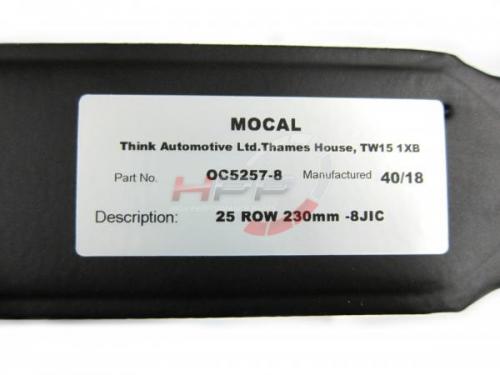 MOCAL
Think Automotive Ltd.Thames House, TW15 1XB
Part No. OC5257-8 Manufactured 40/18
HPP
Description: 25 ROW 230mm -8JIC